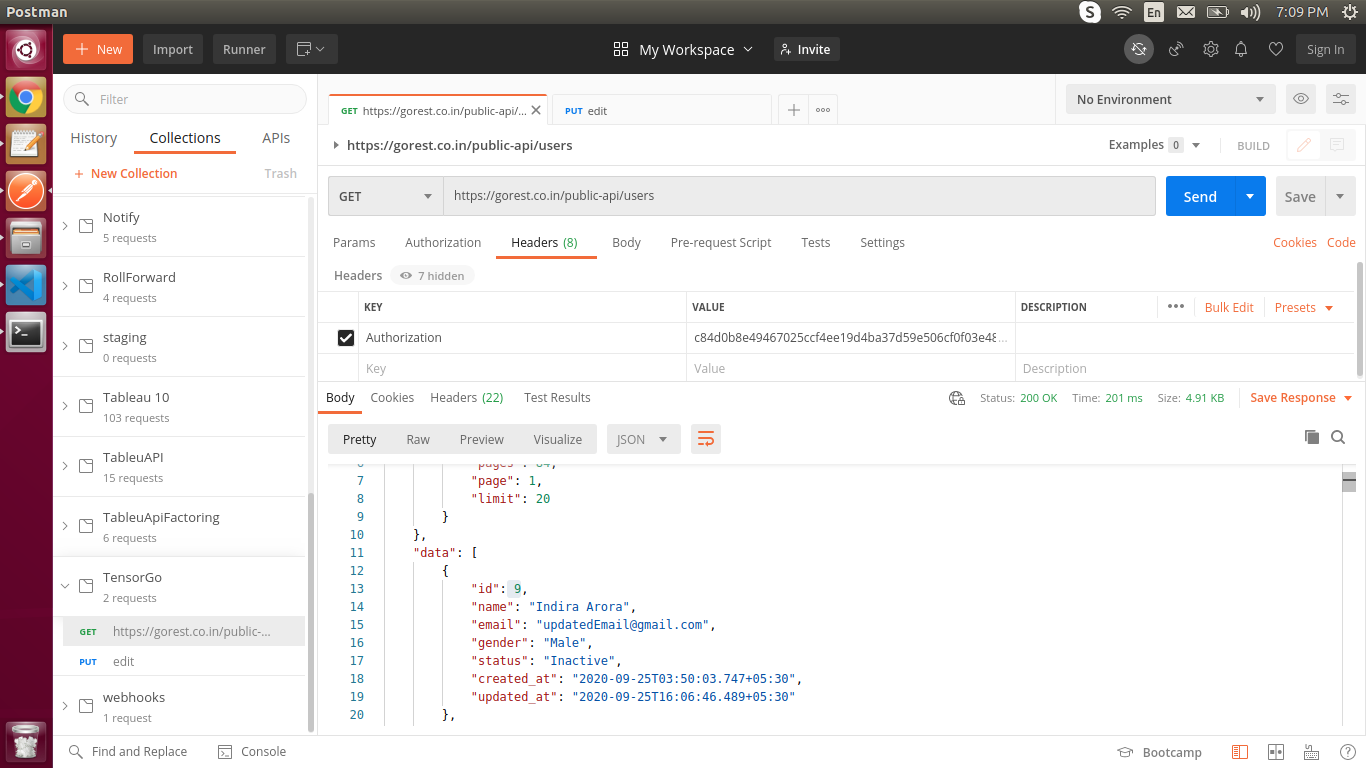 Postman
S
En
7:09 PM
New
Import
Runner
My Workspace
Invite
Sign In
Filter
History
Collections
APIs
+ New Collection
Trash
Notify
5 requests
RollForward
4 requests
staging
0 requests
Tableau 10
103 requests
TableuAPI
15 requests
TableuApiFactoring
6 requests
TensorGo
2 requests
GET https://gorest.co.in/public-...
PUT edit
webhooks
1 request
GET https://gorest.co.in/public-api/...
PUT edit
No Environment
https://gorest.co.in/public-api/users
Examples 0
BUILD
GET
https://gorest.co.in/public-api/users
Send
Save
Params
Authorization
Headers (8)
Body
Pre-request Script
Tests
Settings
Cookies
Code
Headers
7 hidden
KEY
VALUE
DESCRIPTION
Bulk Edit
Presets
Authorization
c84d0b8e49467025ccf4ee19d4ba37d59e506cf0f03e48...
Key
Value
Description
Body
Cookies
Headers (22)
Test Results
Status: 200 OK
Time: 201 ms
Size: 4.91 KB
Save Response
Pretty
Raw
Preview
Visualize
JSON
6 "pages": 64,
7 "page": 1,
8 "limit": 20
9 }
10 },
11 "data": [
12 {
13 "id": 9,
14 "name": "Indira Arora",
15 "email": "updatedEmail@gmail.com",
16 "gender": "Male",
17 "status": "Inactive",
18 "created_at": "2020-09-25T03:50:03.747+05:30",
19 "updated_at": "2020-09-25T16:06:46.489+05:30"
20 },
Find and Replace
Console
Bootcamp